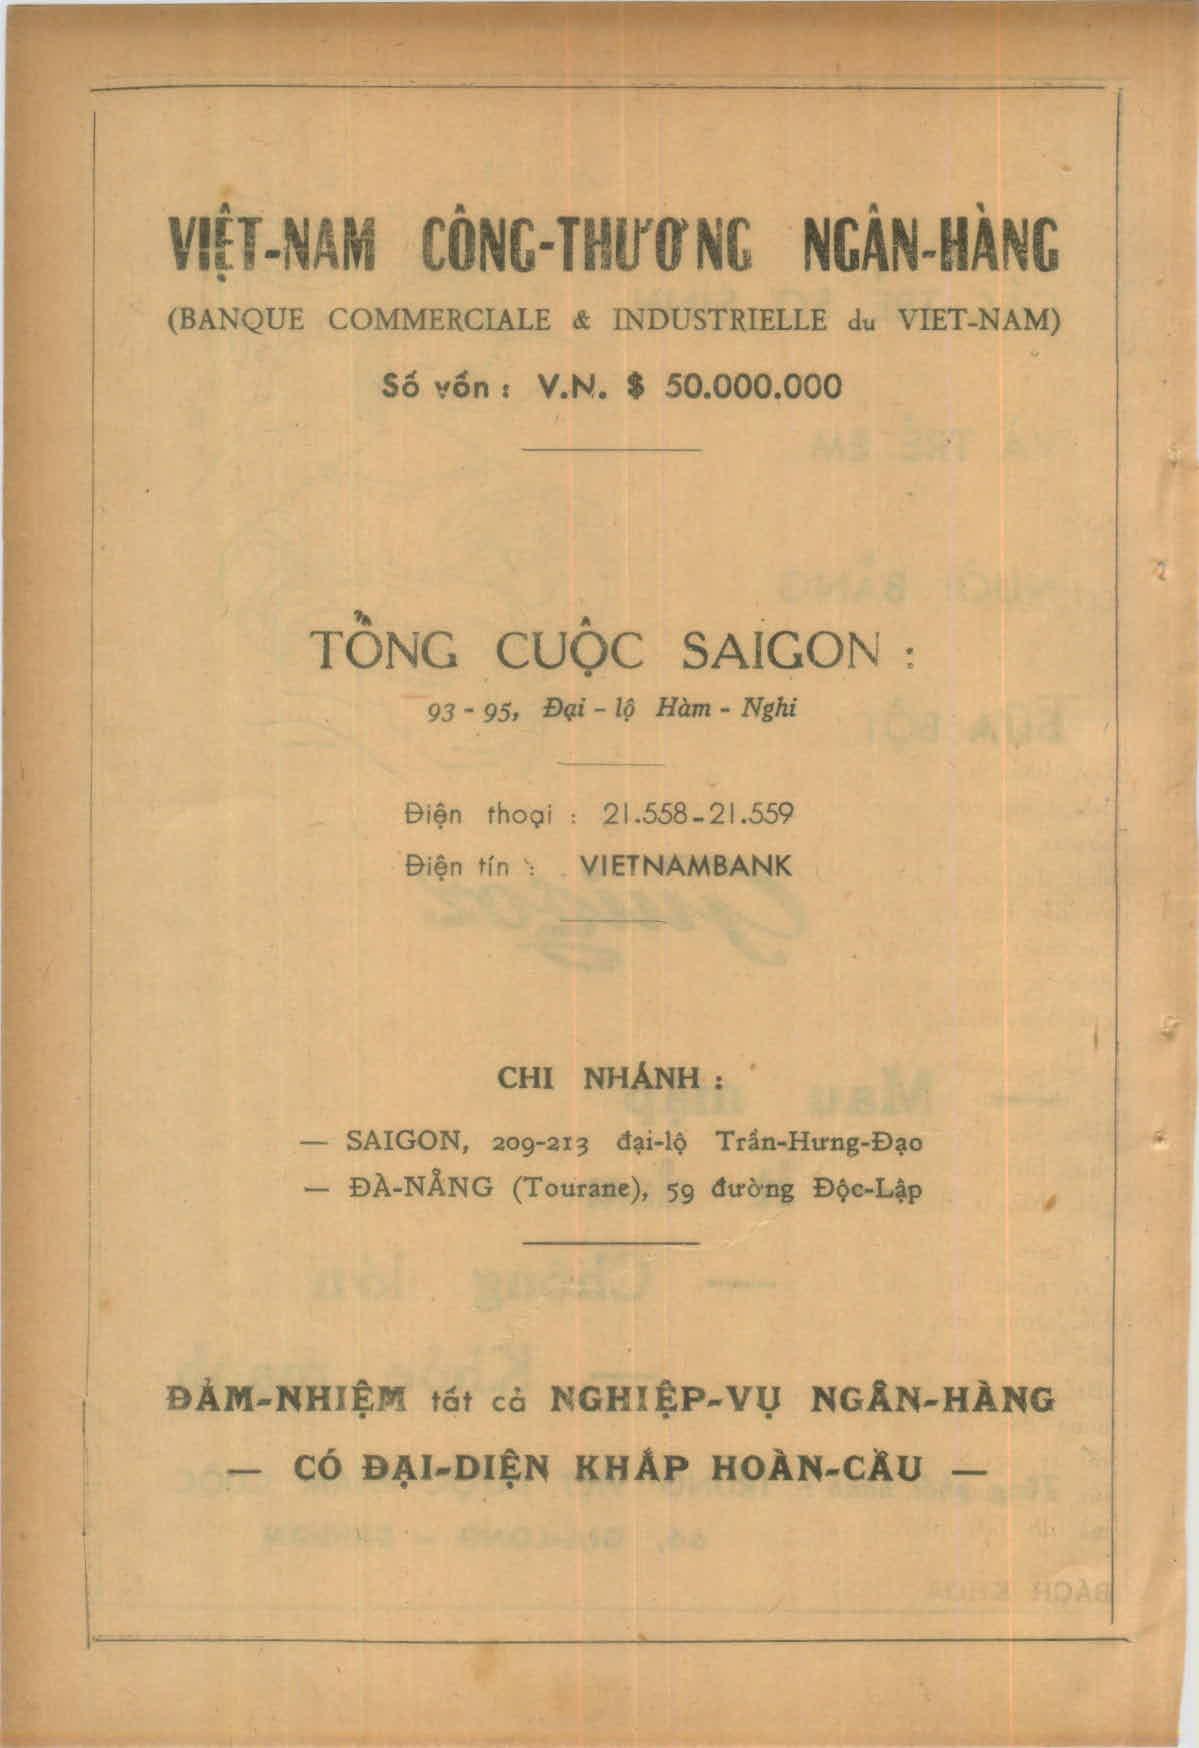 VIỆT-NAM CÔNG-THƯƠNG NGÂN-HÀNG
(BANQUE COMMERCIALE & INDUSTRIELLE du VIET-NAM)
Số vốn : V.N. $ 50.000.000
TỔNG CUỘC SAIGON :
93 - 95, Đại - lộ Hàm - Nghi
Điện thoại : 21.558-21.559
Điện tín : VIETNAMBANK
CHI NHÁNH :
— SAIGON, 209-213 đại-lộ Trần-Hưng-Đạo
— ĐÀ-NẴNG (Tourane), 59 đường Độc-Lập
ĐẢM-NHIỆM tất cả NGHIỆP-VỤ NGÂN-HÀNG
— CÓ ĐẠI-DIỆN KHẮP HOÀN-CẦU —